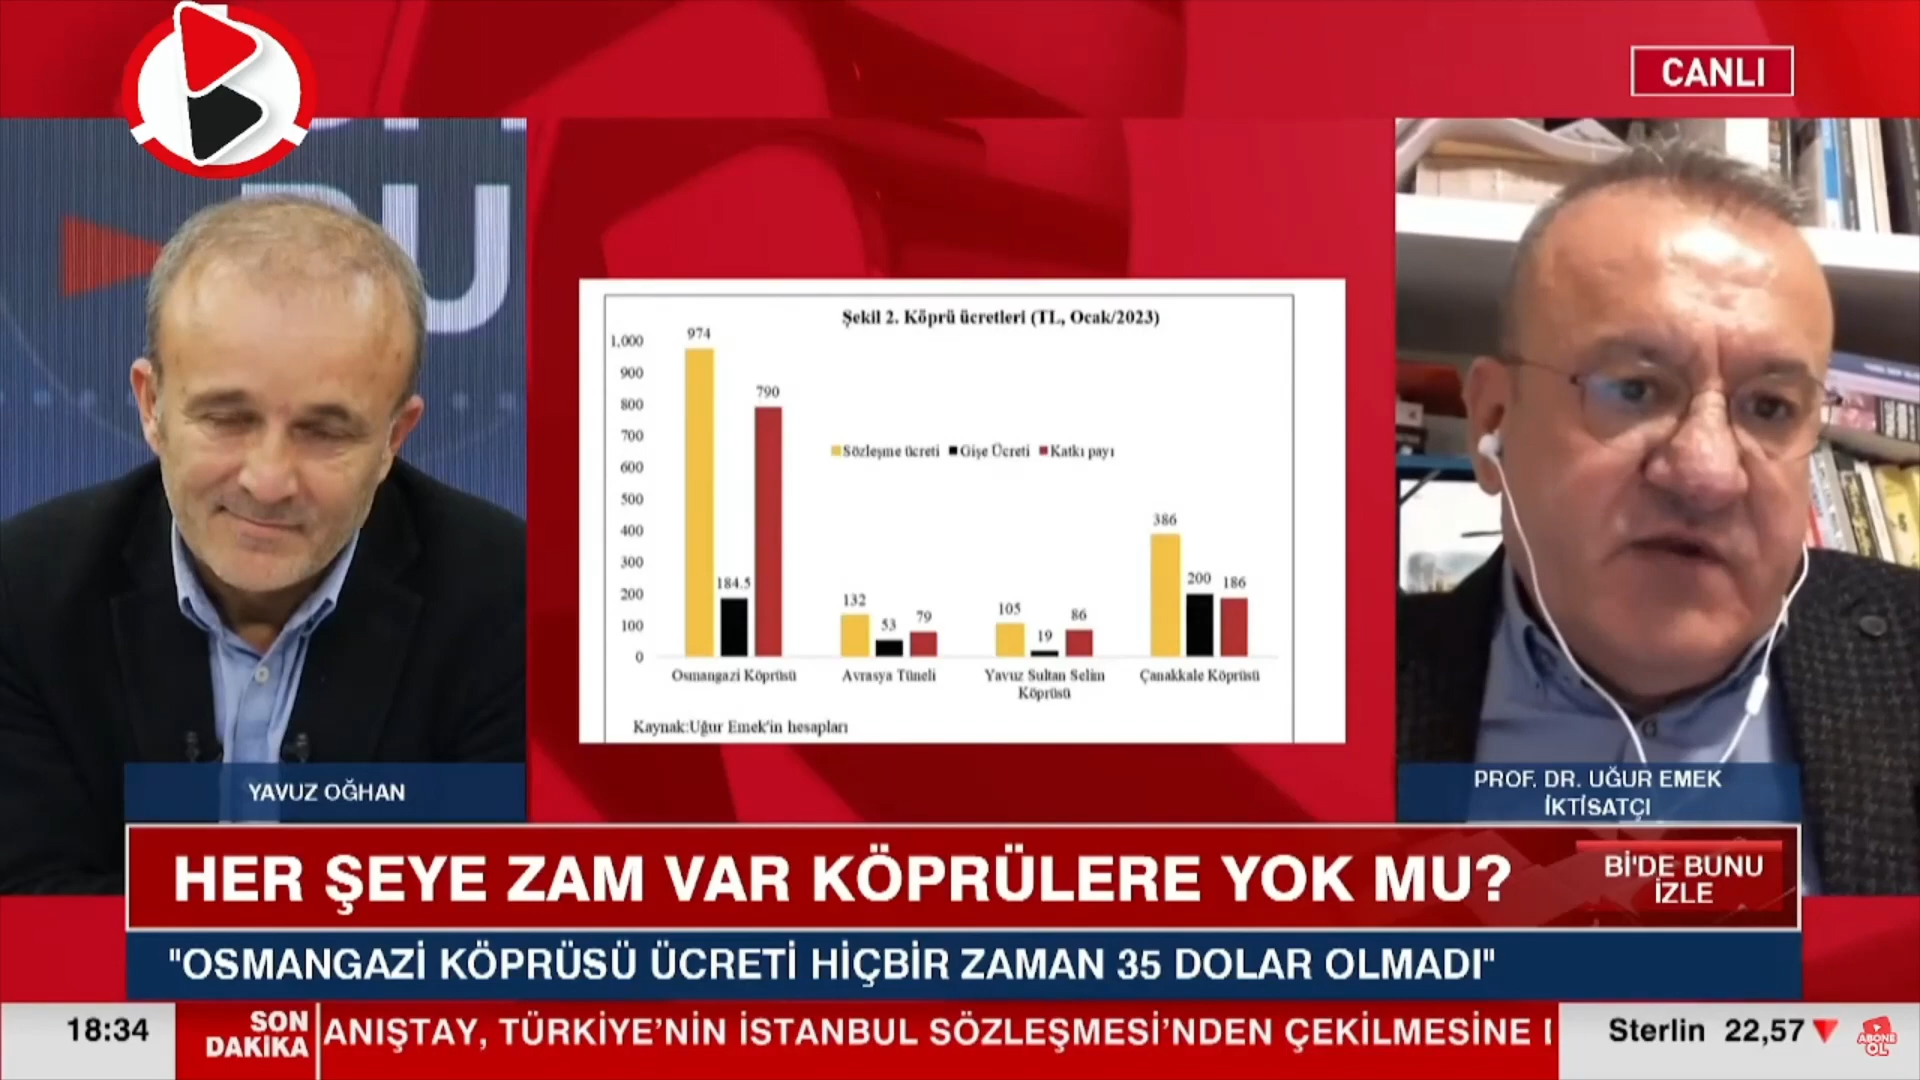 CANLI
BU
Şekil 2. Köprü ücretleri (TL, Ocak/2023)
1,000
900
800
700
600
500
400
300
200
100
0
974
184.5
790
132
53
79
105
19
86
386
200
186
Sözleşme ücreti
Gişe Ücreti
Katkı payı
Osmangazi Köprüsü
Avrasya Tüneli
Yavuz Sultan Selim
Köprüsü
Çanakkale Köprüsü
Kaynak:Uğur Emek'in hesapları
YAVUZ OĞHAN
PROF. DR. UĞUR EMEK
İKTİSATÇI
HER ŞEYE ZAM VAR KÖPRÜLERE YOK MU?
Bİ'DE BUNU
İZLE
"OSMANGAZİ KÖPRÜSÜ ÜCRETİ HİÇBİR ZAMAN 35 DOLAR OLMADI"
18:34
SON
DAKİKA
ANIŞTAY, TÜRKİYE'NİN İSTANBUL SÖZLEŞMESİ'NDEN ÇEKİLMESİNE
Sterlin 22,57
ABONE
OL